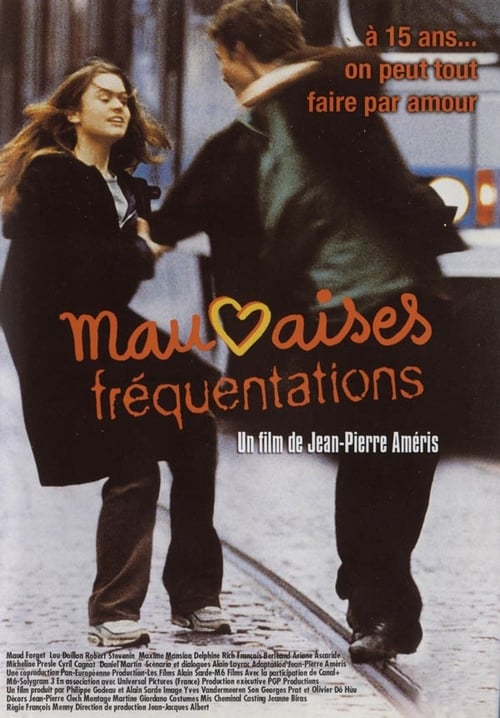 à 15 ans...
on peut tout
faire par amour
mauvaises
fréquentations
Un film de Jean-Pierre Améris
Maud Forget Lou Doillon Robert Stevenin Maxime Mansion Delphine Rich François Berléand Ariane Ascaride
Micheline Presle Cyril Cagnat Daniel Martin Scénario et dialogues Alain Layrac Adaptation Jean-Pierre Améris
Une coproduction Pan-Européenne Production-Les Films Alain Sarde-M6 Films Avec la participation de Canal+
M6-Polygram 3 En association avec Universal Pictures (France) Production exécutive PGP Productions
Un film produit par Philippe Godeau et Alain Sarde Image Yves Vandermeeren Son Georges Prat et Olivier Dô Hùu
Décors Jean-Pierre Clech Montage Martine Giordano Costumes Mis Cheminal Casting Jeanne Biras
Régie François Menny Direction de production Jean-Jacques Albert